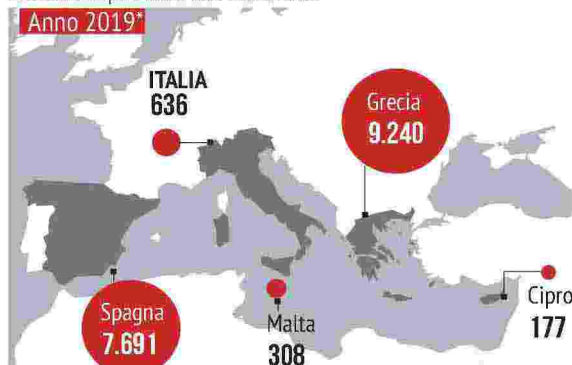 Anno 2019*
ITALIA
636
Grecia
9.240
Spagna
7.691
Malta
308
Cipro
177